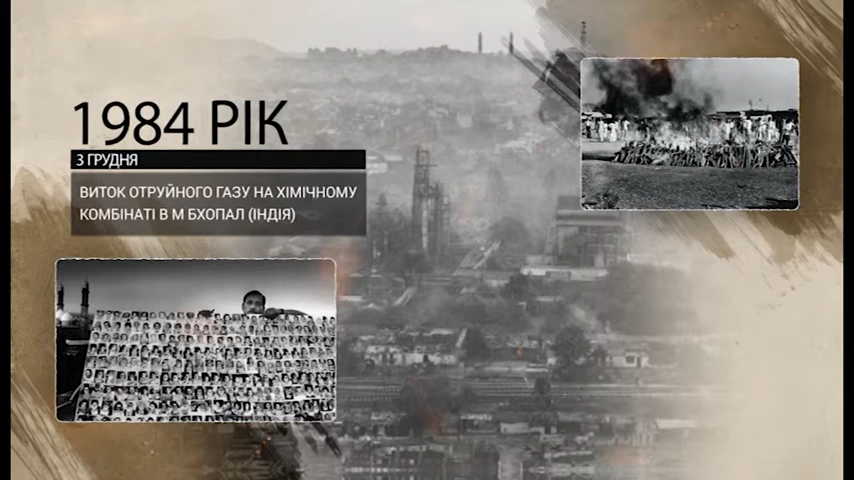 1984 РІК
3 ГРУДНЯ
ВИТОК ОТРУЙНОГО ГАЗУ НА ХІМІЧНОМУ
КОМБІНАТІ В М БХОПАЛ (ІНДІЯ)